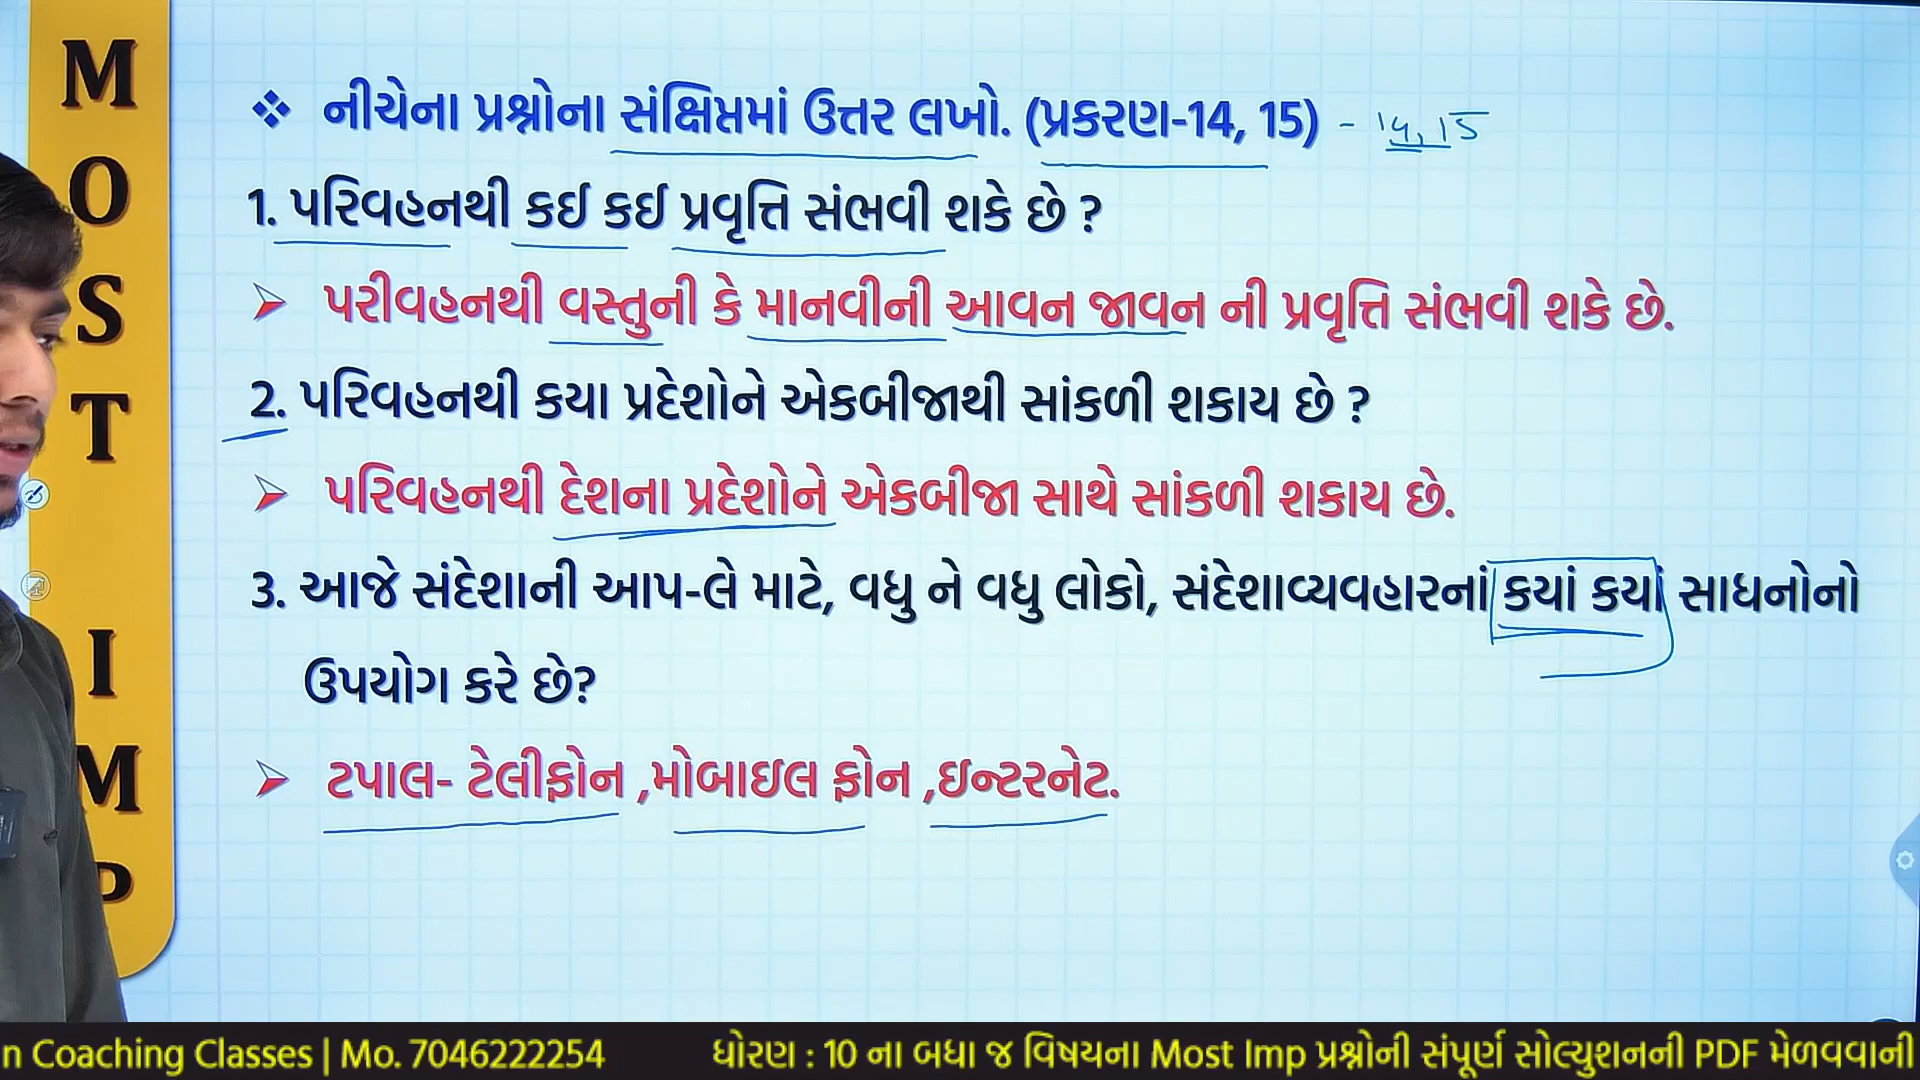 MOST IMP
❖ નીચેના પ્રશ્નોના સંક્ષિપ્તમાં ઉત્તર લખો. (પ્રકરણ-14, 15) - 14, 15
1. પરિવહનથી કઈ કઈ પ્રવૃત્તિ સંભવી શકે છે ?
➢ પરીવહનથી વસ્તુની કે માનવીની આવન જાવન ની પ્રવૃત્તિ સંભવી શકે છે.
2. પરિવહનથી કયા પ્રદેશોને એકબીજાથી સાંકળી શકાય છે ?
➢ પરિવહનથી દેશના પ્રદેશોને એકબીજા સાથે સાંકળી શકાય છે.
3. આજે સંદેશાની આપ-લે માટે, વધુ ને વધુ લોકો, સંદેશાવ્યવહારનાં કયાં કયાં સાધનોનો
ઉપયોગ કરે છે?
➢ ટપાલ- ટેલીફોન ,મોબાઇલ ફોન ,ઇન્ટરનેટ.
n Coaching Classes | Mo. 7046222254 ધોરણ : 10 ના બધા જ વિષયના Most Imp પ્રશ્નોની સંપૂર્ણ સોલ્યુશનની PDF મેળવવાની